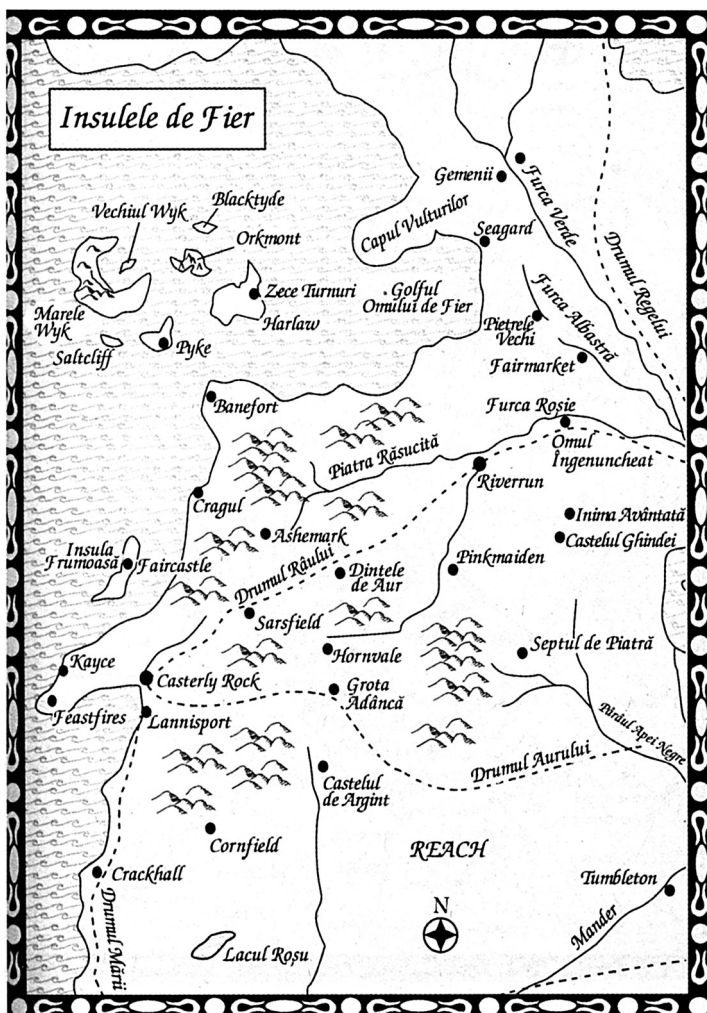 Insulele de Fier
Gemenii
Furca Verde
Drumul Regelui
Blacktyde
Vechiul Wyk
Orkmont
Capul Vulturilor
Seagard
Zece Turnuri
Golful
Omului de Fier
Marele
Wyk
Harlaw
Saltcliff
Pyke
Furca Albastră
Pietrele
Vechi
Fairmarket
Banefort
Furca Roșie
Piatra Răsucită
Omul
Îngenuncheat
Riverrun
Cragul
Inima Avântată
Ashemark
Castelul Ghindei
Insula
Frumoasă
Faircastle
Drumul Râului
Dintele
de Aur
Pinkmaiden
Sarsfield
Hornvale
Septul de Piatră
Kayce
Casterly Rock
Grota
Adâncă
Feastfires
Lannisport
Pârâul Apei Negre
Drumul Aurului
Castelul
de Argint
Cornfield
REACH
Crackhall
Tumbleton
N
Mander
Drumul Mării
Lacul Roșu